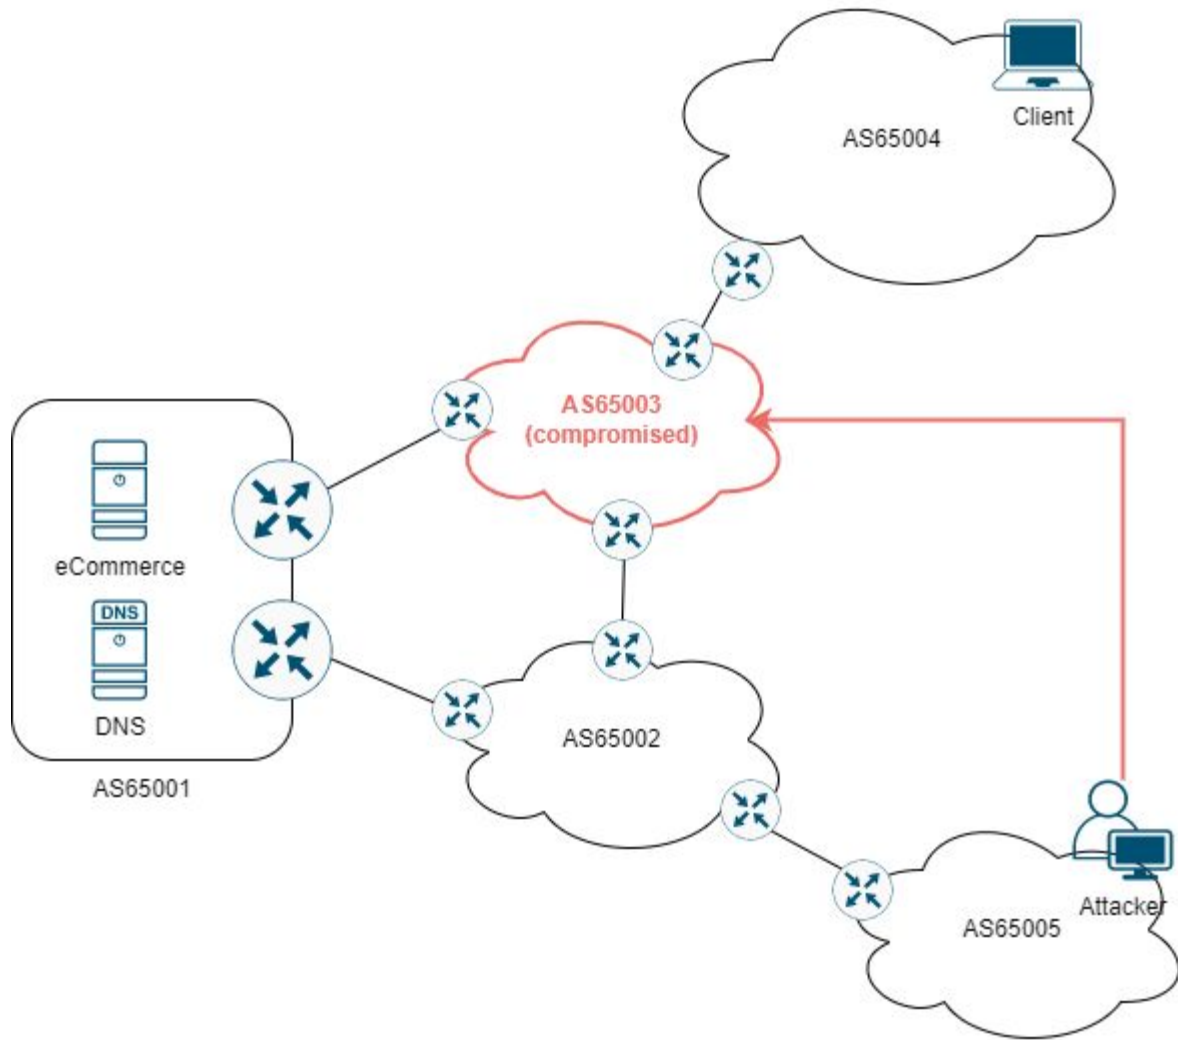 Client
AS65004
AS65003
(compromised)
eCommerce
DNS
DNS
AS65001
AS65002
Attacker
AS65005